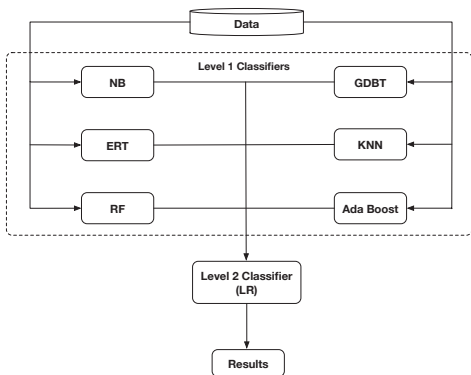 Data
Level 1 Classifiers
NB
GDBT
ERT
KNN
RF
Ada Boost
Level 2 Classifier
(LR)
Results